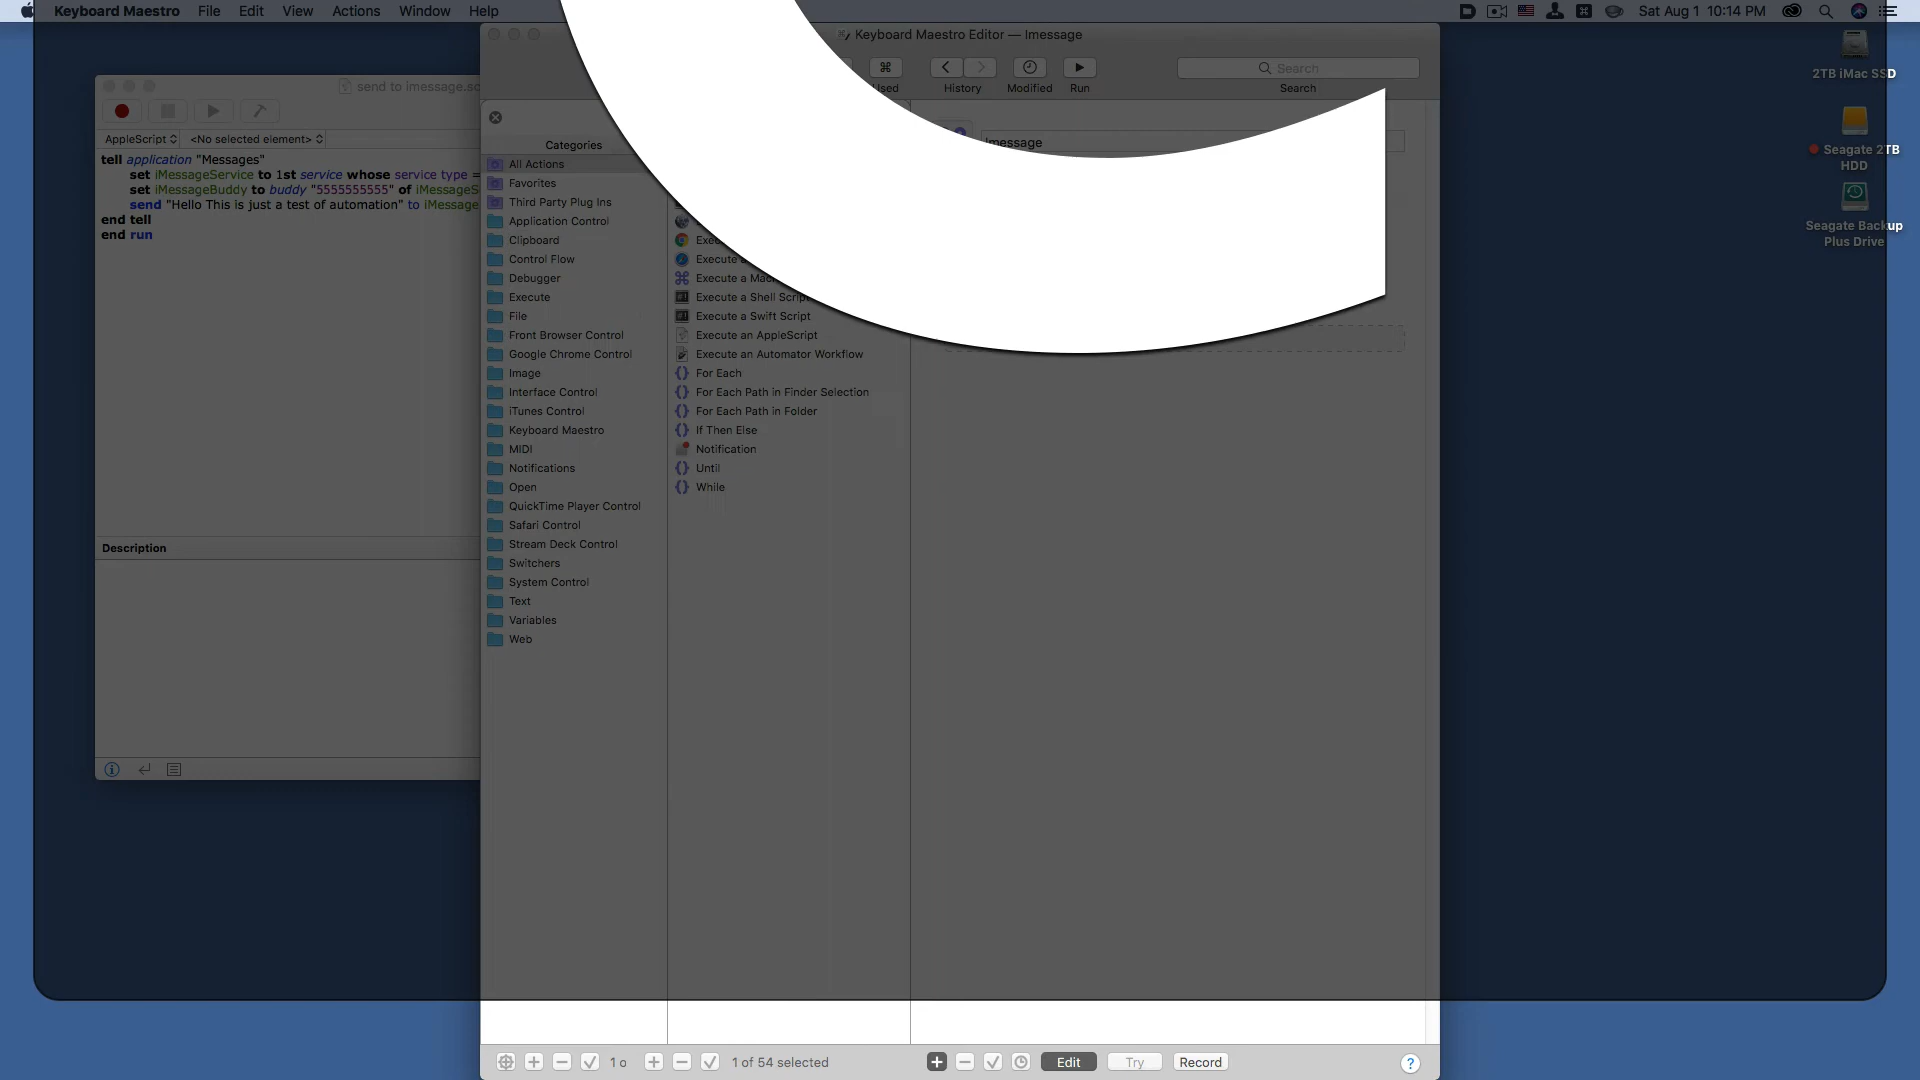 Keyboard Maestro File Edit View Actions Window Help
Sat Aug 1 10:14 PM
Keyboard Maestro Editor — Imessage
History
Modified
Run
Search
Search
send to imessage.sc
AppleScript
<No selected element>
tell application "Messages"
set iMessageService to 1st service whose service type =
set iMessageBuddy to buddy "5555555555" of iMessageS
send "Hello This is just a test of automation" to iMessage
end tell
end run
Description
Categories
All Actions
Favorites
Third Party Plug Ins
Application Control
Clipboard
Control Flow
Debugger
Execute
File
Front Browser Control
Google Chrome Control
Image
Interface Control
iTunes Control
Keyboard Maestro
MIDI
Notifications
Open
QuickTime Player Control
Safari Control
Stream Deck Control
Switchers
System Control
Text
Variables
Web
Execute a Shell Scrip
Execute a Swift Script
Execute an AppleScript
Execute an Automator Workflow
For Each
For Each Path in Finder Selection
For Each Path in Folder
If Then Else
Notification
Until
While
Imessage
2TB iMac SSD
Seagate 2TB
HDD
Seagate Backup
Plus Drive
1 o
1 of 54 selected
Edit
Try
Record
?